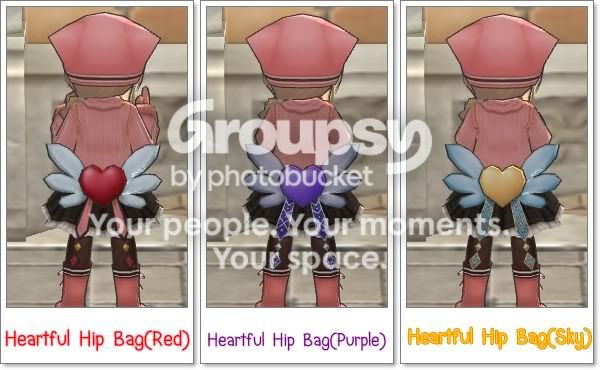 Groupsy
by photobucket
Your people. Your moments.
Your space.
Heartful Hip Bag(Red)
Heartful Hip Bag(Purple)
Heartful Hip Bag(Sky)